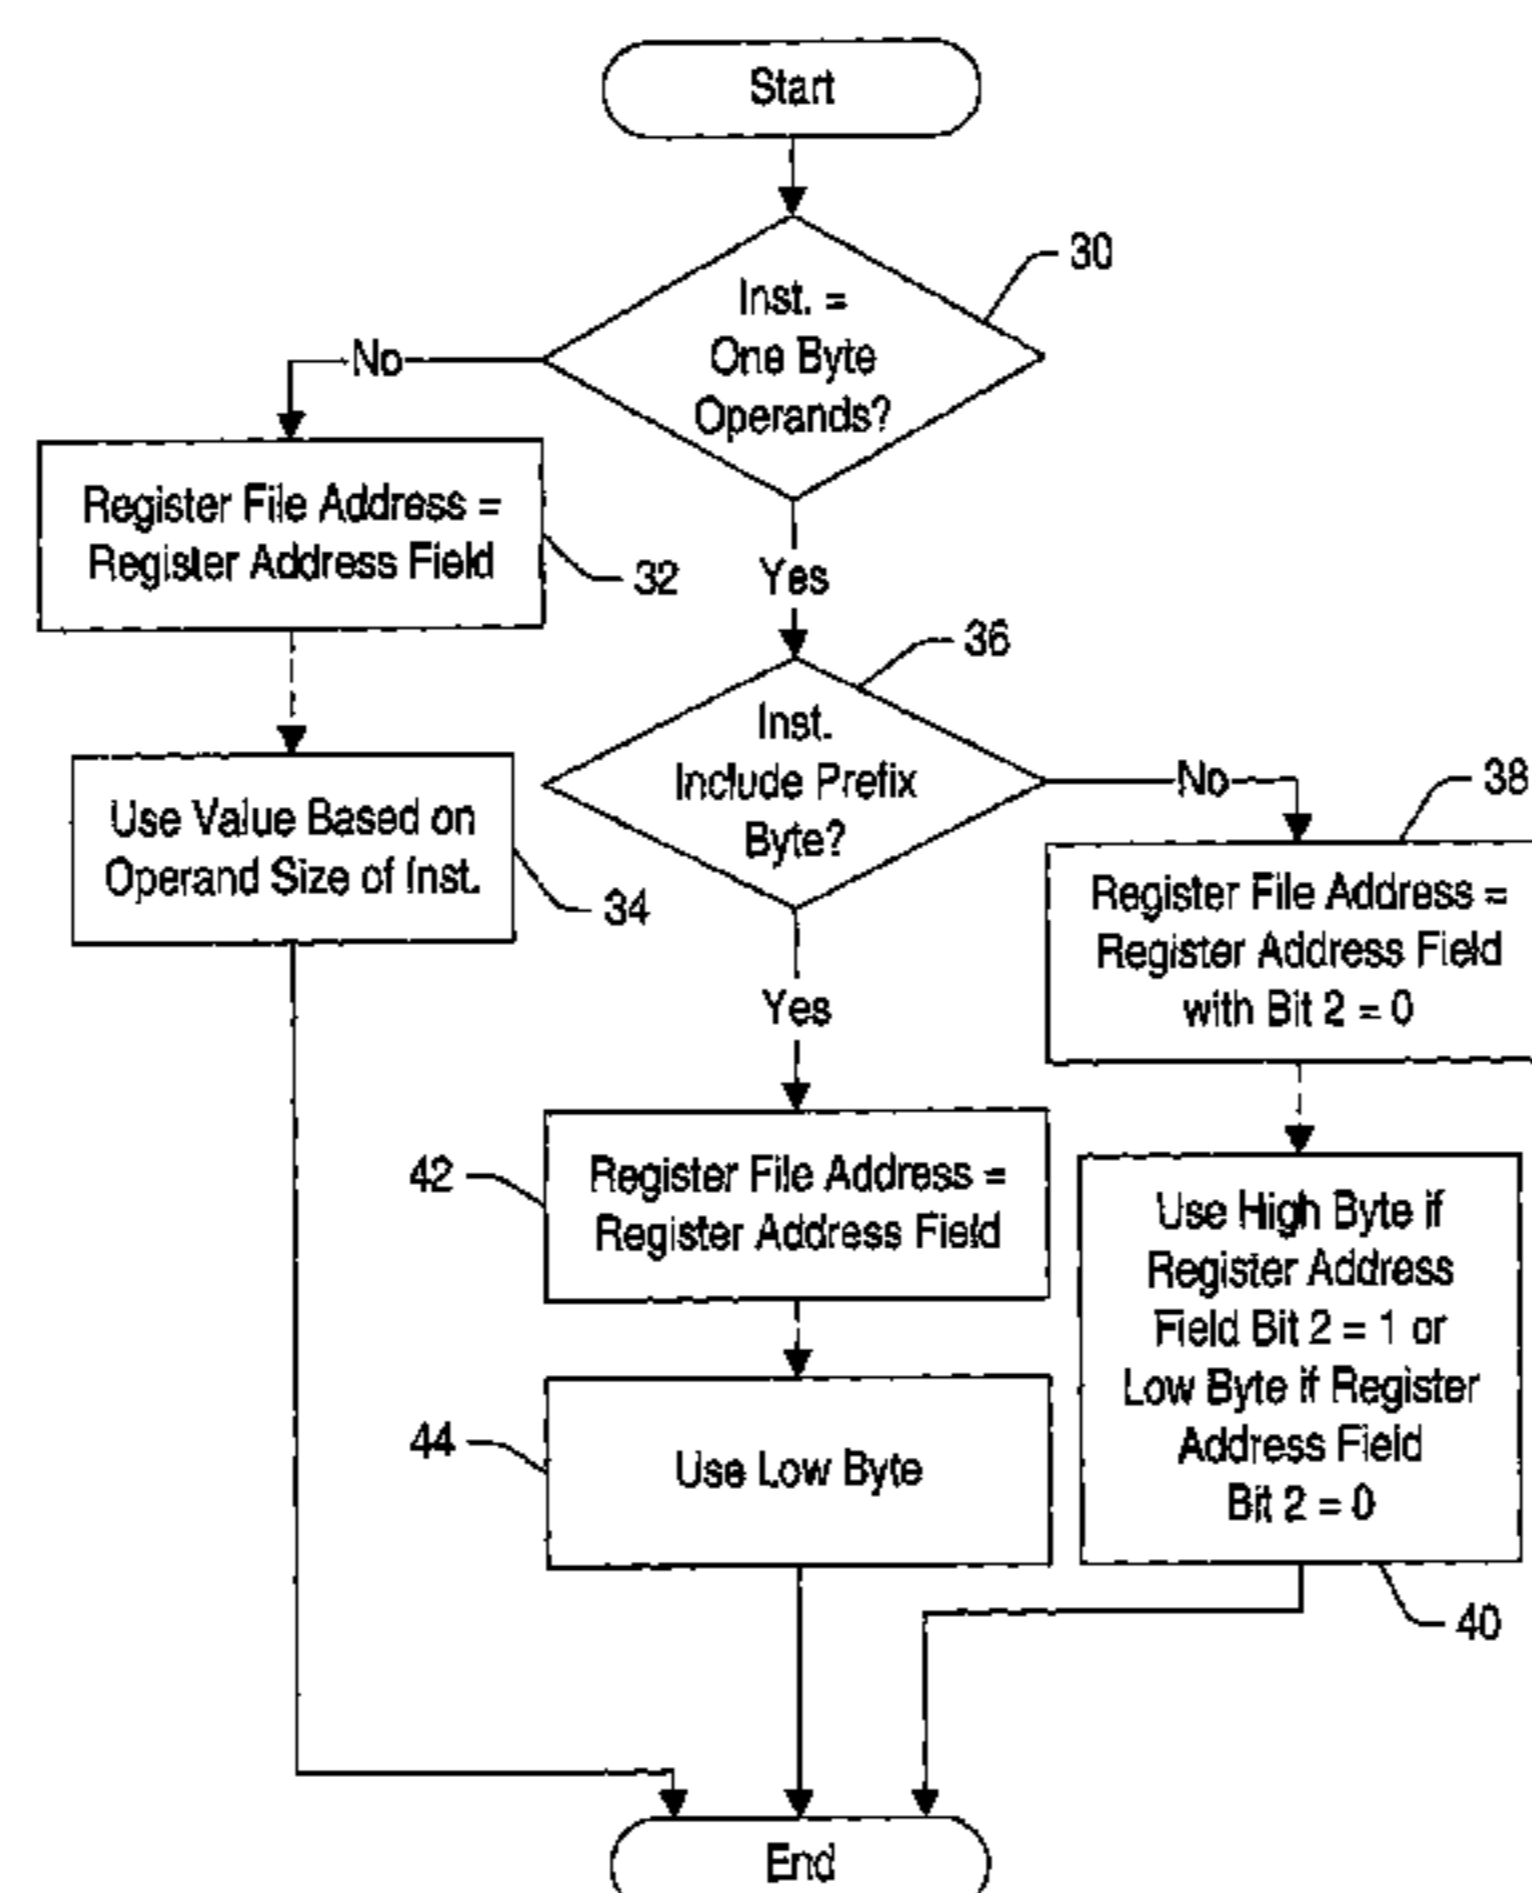 Start
30
Inst. =
One Byte
Operands?
No
Register File Address =
Register Address Field
32
Yes
36
Inst.
Include Prefix
Byte?
No
38
Use Value Based on
Operand Size of Inst.
34
Register File Address =
Register Address Field
with Bit 2 = 0
Yes
42
Register File Address =
Register Address Field
Use High Byte if
Register Address
Field Bit 2 = 1 or
Low Byte if Register
Address Field
Bit 2 = 0
44
Use Low Byte
40
End